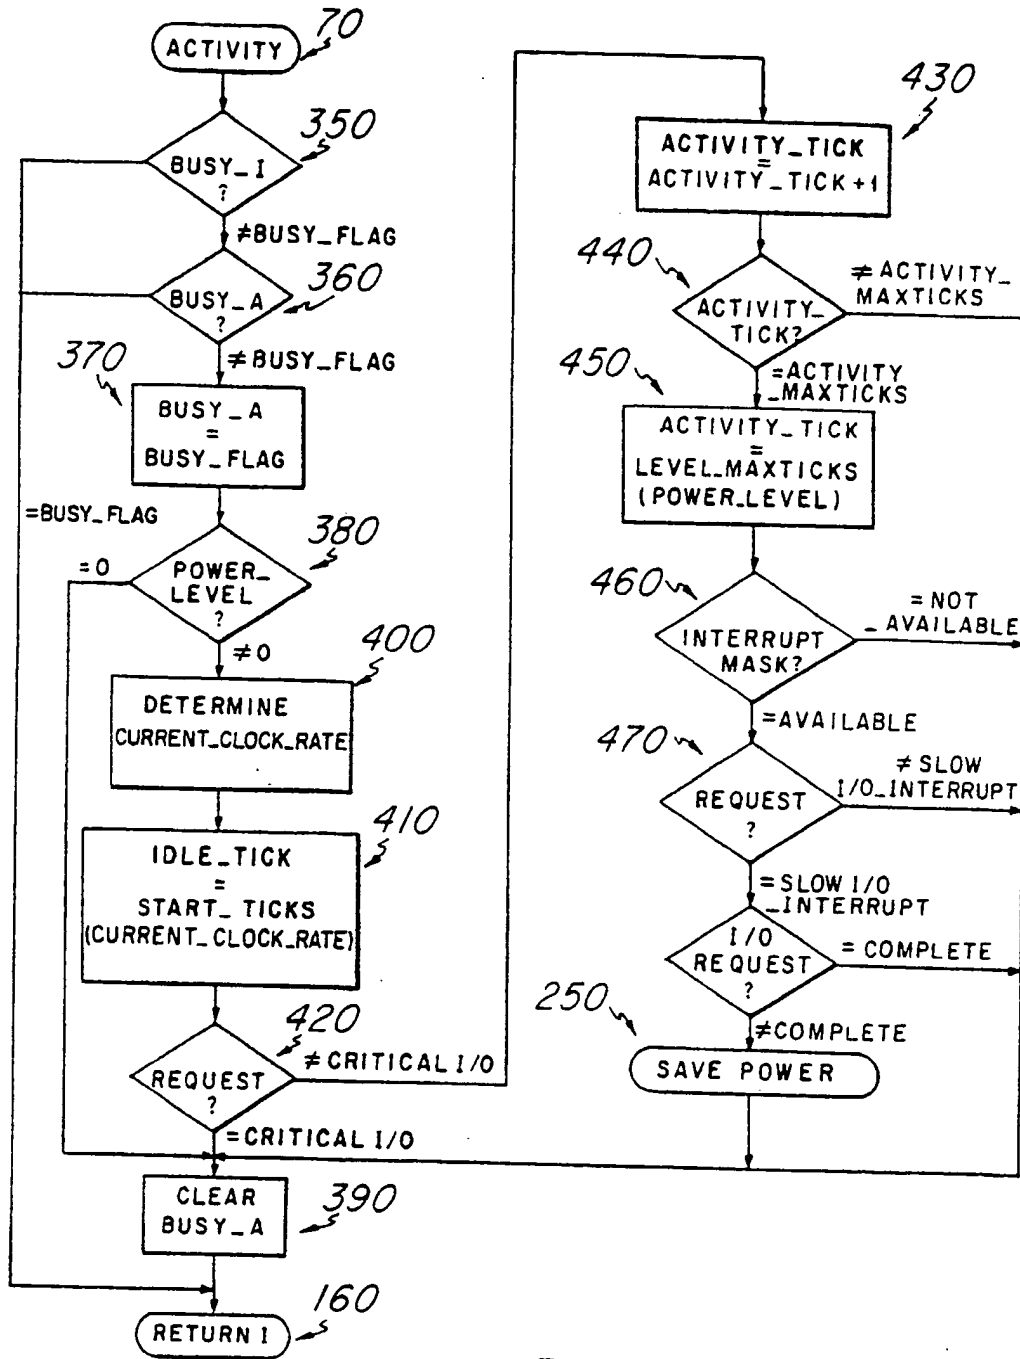 70
ACTIVITY
350
BUSY_I
?
≠BUSY_FLAG
360
BUSY_A
?
≠BUSY_FLAG
370
BUSY_A
=
BUSY_FLAG
=BUSY_FLAG
380
=0
POWER_
LEVEL
?
≠0
400
DETERMINE
CURRENT_CLOCK_RATE
410
IDLE_TICK
=
START_ TICKS
(CURRENT_CLOCK_RATE)
420
≠CRITICAL I/O
REQUEST
?
=CRITICAL I/O
390
CLEAR
BUSY_A
160
RETURN I
430
ACTIVITY_TICK
=
ACTIVITY_TICK+1
440
≠ ACTIVITY_
MAXTICKS
ACTIVITY_
TICK?
450
=ACTIVITY
_MAXTICKS
ACTIVITY_TICK
=
LEVEL_MAXTICKS
(POWER_LEVEL)
460
=NOT
_ AVAILABLE
INTERRUPT
MASK?
=AVAILABLE
470
≠ SLOW
I/O_INTERRUPT
REQUEST
?
=SLOW I/O
_INTERRUPT
I/O
REQUEST
?
= COMPLETE
250
≠COMPLETE
SAVE POWER